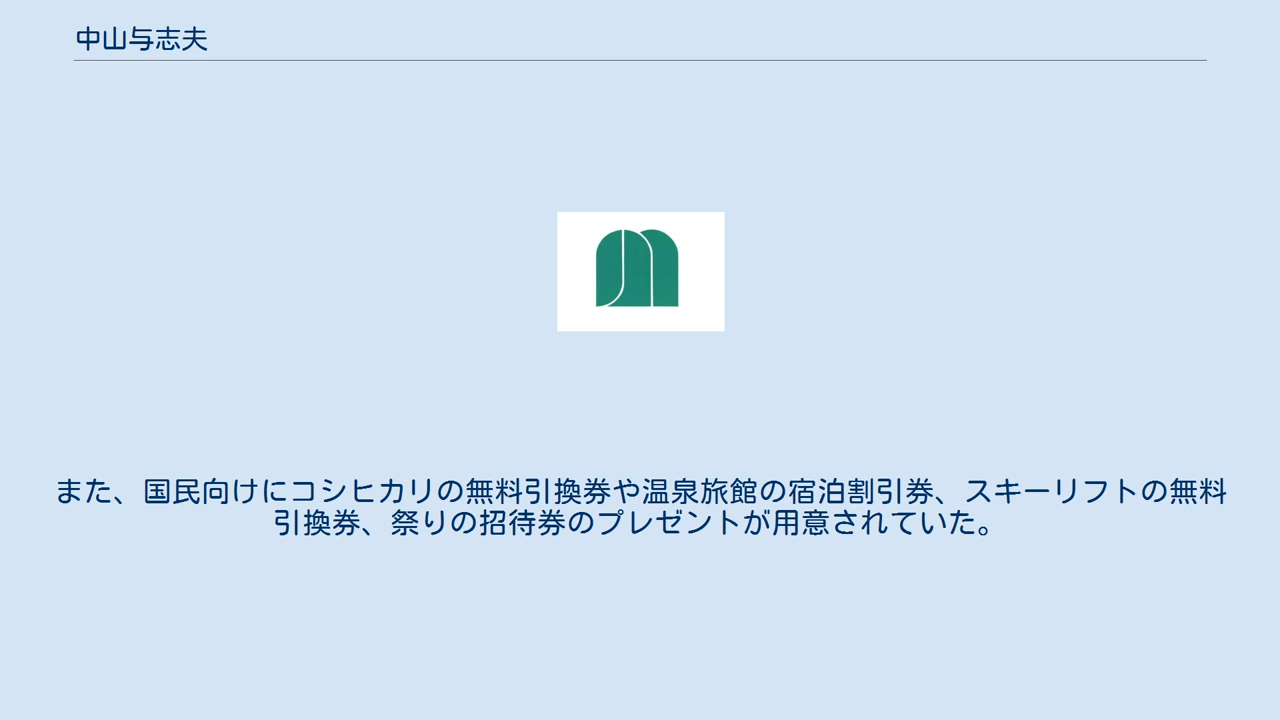 中山与志夫
また、国民向けにコシヒカリの無料引換券や温泉旅館の宿泊割引券、スキーリフトの無料
引換券、祭りの招待券のプレゼントが用意されていた。